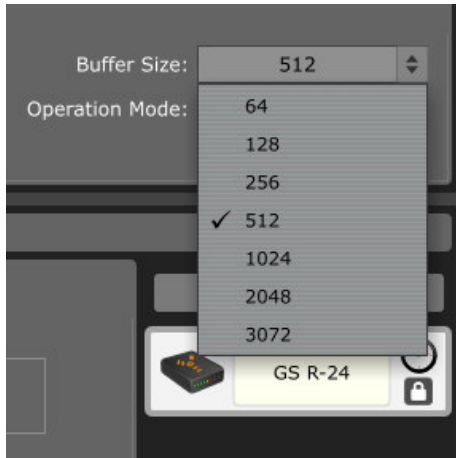 Buffer Size: 512
Operation Mode:
64
128
256
✓ 512
1024
2048
3072
GS R-24